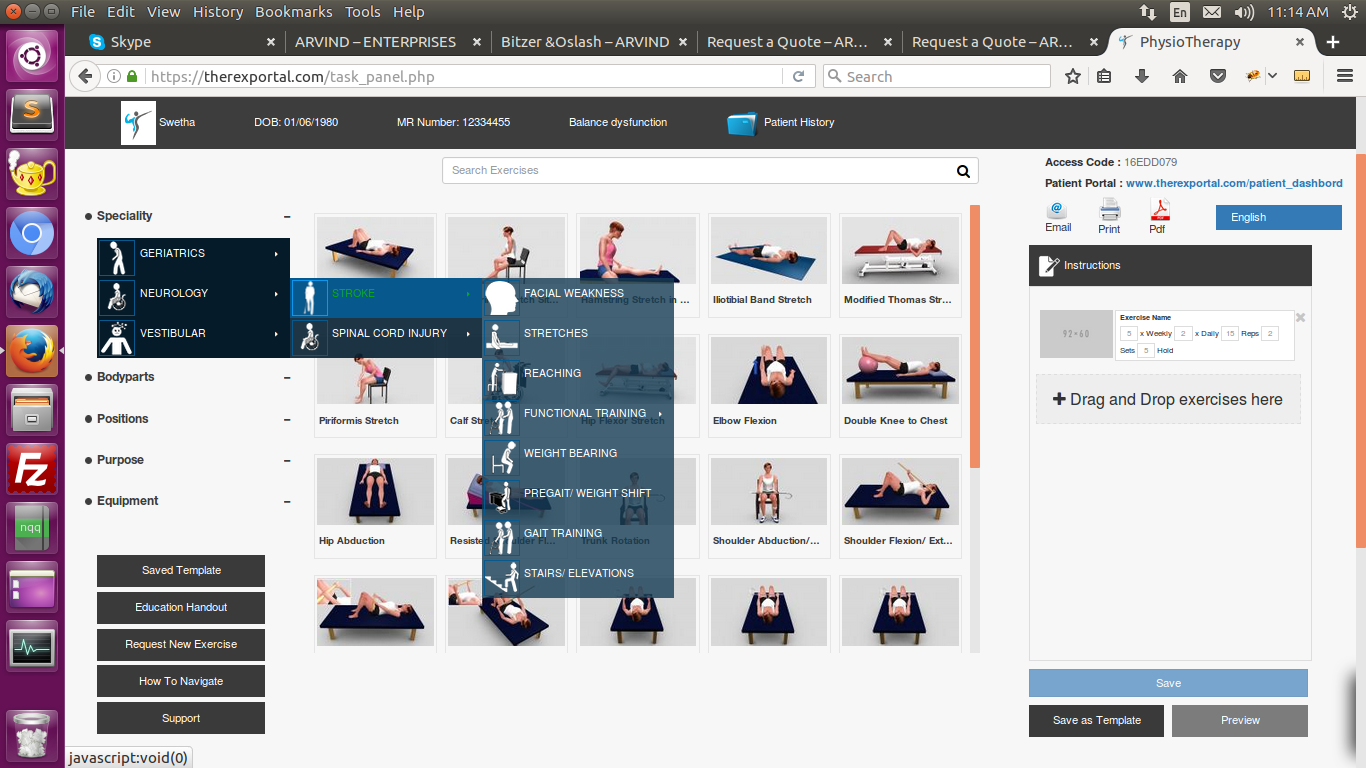 File Edit View History Bookmarks Tools Help
En
11:14 AM
Skype
ARVIND – ENTERPRISES
Bitzer &Oslash – ARVIND
Request a Quote – AR...
Request a Quote – AR...
PhysioTherapy
https://therexportal.com/task_panel.php
Search
Swetha
DOB: 01/06/1980
MR Number: 12334455
Balance dysfunction
Patient History
Search Exercises
Access Code : 16EDD079
Patient Portal : www.therexportal.com/patient_dashbord
Email
Print
Pdf
English
Speciality
GERIATRICS
NEUROLOGY
VESTIBULAR
STROKE
SPINAL CORD INJURY
FACIAL WEAKNESS
STRETCHES
REACHING
FUNCTIONAL TRAINING
WEIGHT BEARING
PREGAIT/ WEIGHT SHIFT
GAIT TRAINING
STAIRS/ ELEVATIONS
Bodyparts
Positions
Purpose
Equipment
Saved Template
Education Handout
Request New Exercise
How To Navigate
Support
Hamstring Stretch in ...
Iliotibial Band Stretch
Modified Thomas Str...
Piriformis Stretch
Calf Stre
Hip Flexor Stretch
Elbow Flexion
Double Knee to Chest
Hip Abduction
Resisted
Trunk Rotation
Shoulder Abduction/...
Shoulder Flexion/ Ext...
Instructions
92×60
Exercise Name
5 x Weekly 2 x Daily 15 Reps 2
Sets 5 Hold
Drag and Drop exercises here
Save
Save as Template
Preview
nqq
S
Fz
javascript:void(0)